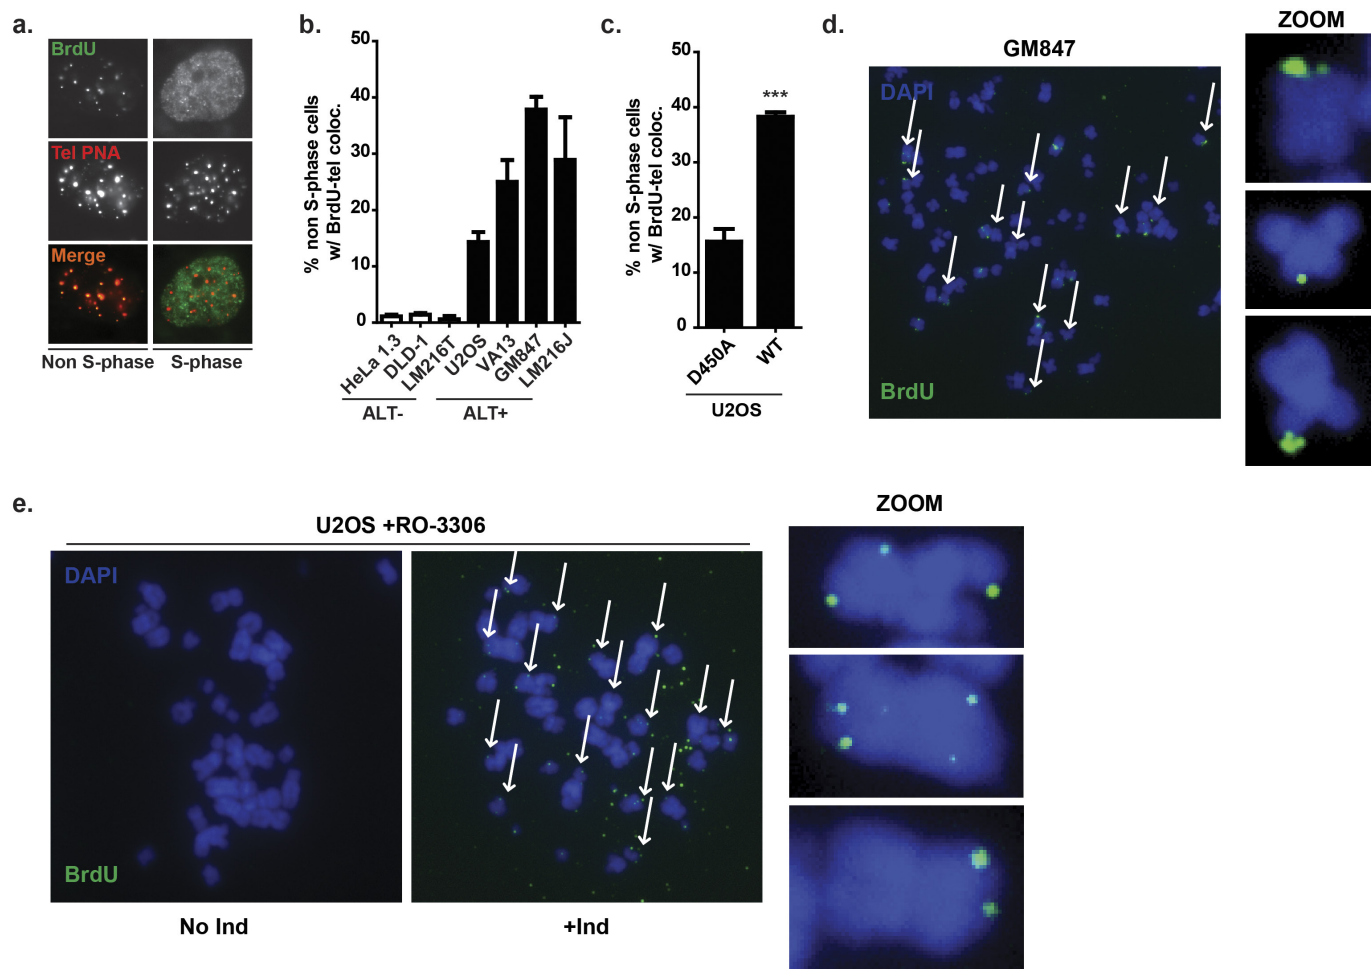 a.
BrdU
Tel PNA
Merge
Non S-phase
S-phase
b.
% non S-phase cells
w/ BrdU-tel coloc.
50
40
30
20
10
0
HeLa 1.3
DLD-1
LM216T
U2OS
VA13
GM847
LM216J
ALT-
ALT+
c.
% non S-phase cells
w/ BrdU-tel coloc.
50
40
30
20
10
0
***
D450A
WT
U2OS
d.
GM847
DAPI
BrdU
ZOOM
e.
U2OS +RO-3306
DAPI
BrdU
No Ind
+Ind
ZOOM